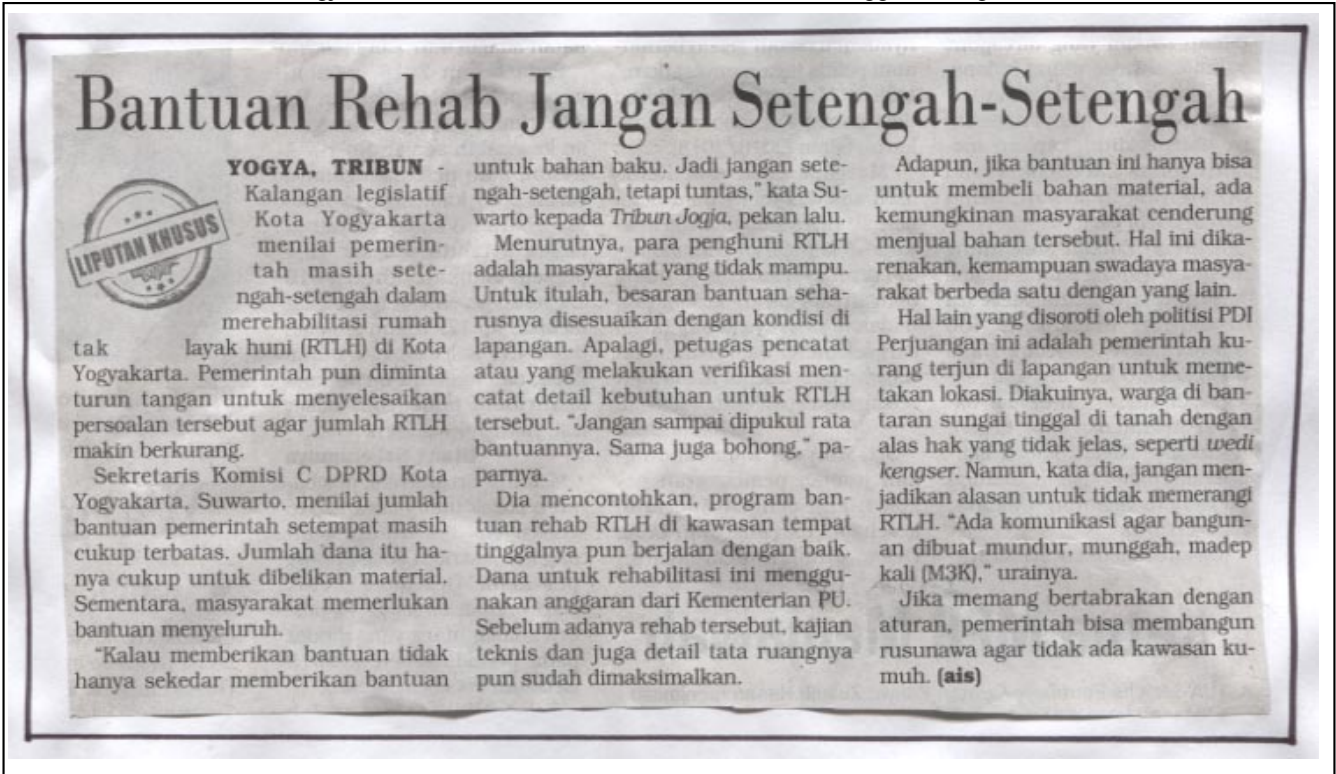 Bantuan Rehab Jangan Setengah-Setengah
LIPUTAN KHUSUS
YOGYA, TRIBUN -
Kalangan legislatif
Kota Yogyakarta
menilai pemerin-
tah masih sete-
ngah-setengah dalam
merehabilitasi rumah
tak layak huni (RTLH) di Kota
Yogyakarta. Pemerintah pun diminta
turun tangan untuk menyelesaikan
persoalan tersebut agar jumlah RTLH
makin berkurang.
Sekretaris Komisi C DPRD Kota
Yogyakarta, Suwarto, menilai jumlah
bantuan pemerintah setempat masih
cukup terbatas. Jumlah dana itu ha-
nya cukup untuk dibelikan material.
Sementara, masyarakat memerlukan
bantuan menyeluruh.
"Kalau memberikan bantuan tidak
hanya sekedar memberikan bantuan
untuk bahan baku. Jadi jangan sete-
ngah-setengah, tetapi tuntas," kata Su-
warto kepada Tribun Jogja, pekan lalu.
Menurutnya, para penghuni RTLH
adalah masyarakat yang tidak mampu.
Untuk itulah, besaran bantuan seha-
rusnya disesuaikan dengan kondisi di
lapangan. Apalagi, petugas pencatat
atau yang melakukan verifikasi men-
catat detail kebutuhan untuk RTLH
tersebut. "Jangan sampai dipukul rata
bantuannya. Sama juga bohong," pa-
parnya.
Dia mencontohkan, program ban-
tuan rehab RTLH di kawasan tempat
tinggalnya pun berjalan dengan baik.
Dana untuk rehabilitasi ini menggu-
nakan anggaran dari Kementerian PU.
Sebelum adanya rehab tersebut, kajian
teknis dan juga detail tata ruangnya
pun sudah dimaksimalkan.
Adapun, jika bantuan ini hanya bisa
untuk membeli bahan material, ada
kemungkinan masyarakat cenderung
menjual bahan tersebut. Hal ini dika-
renakan, kemampuan swadaya masya-
rakat berbeda satu dengan yang lain.
Hal lain yang disoroti oleh politisi PDI
Perjuangan ini adalah pemerintah ku-
rang terjun di lapangan untuk meme-
takan lokasi. Diakuinya, warga di ban-
taran sungai tinggal di tanah dengan
alas hak yang tidak jelas, seperti wedi
kengser. Namun, kata dia, jangan men-
jadikan alasan untuk tidak memerangi
RTLH. "Ada komunikasi agar bangun-
an dibuat mundur, munggah, madep
kali (M3K)," urainya.
Jika memang bertabrakan dengan
aturan, pemerintah bisa membangun
rusunawa agar tidak ada kawasan ku-
muh. (ais)